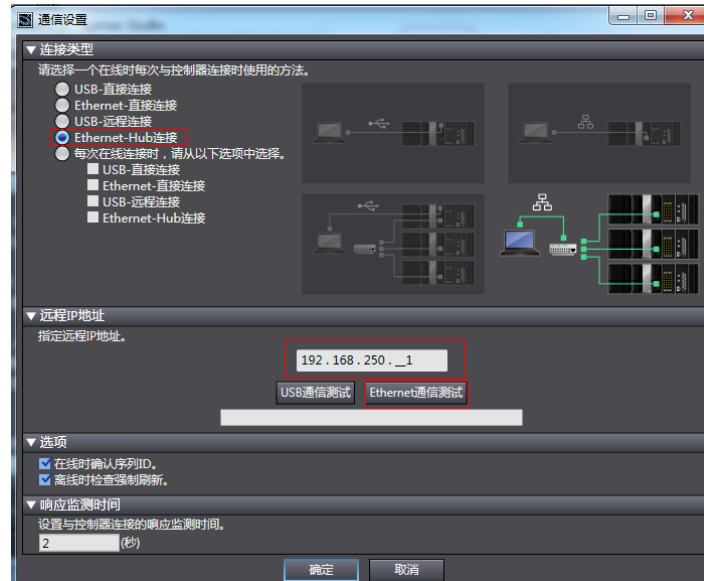 通信设置
▼连接类型
请选择一个在线时每次与控制器连接时使用的方法。
USB-直接连接
Ethernet-直接连接
USB-远程连接
Ethernet-Hub连接
每次在线连接时，请从以下选项中选择。
USB-直接连接
Ethernet-直接连接
USB-远程连接
Ethernet-Hub连接
▼远程IP地址
指定远程IP地址。
192.168.250.__1
USB通信测试 Ethernet通信测试
▼选项
在线时确认序列ID。
离线时检查强制刷新。
▼响应监测时间
设置与控制器连接的响应监测时间。
2 (秒)
确定 取消